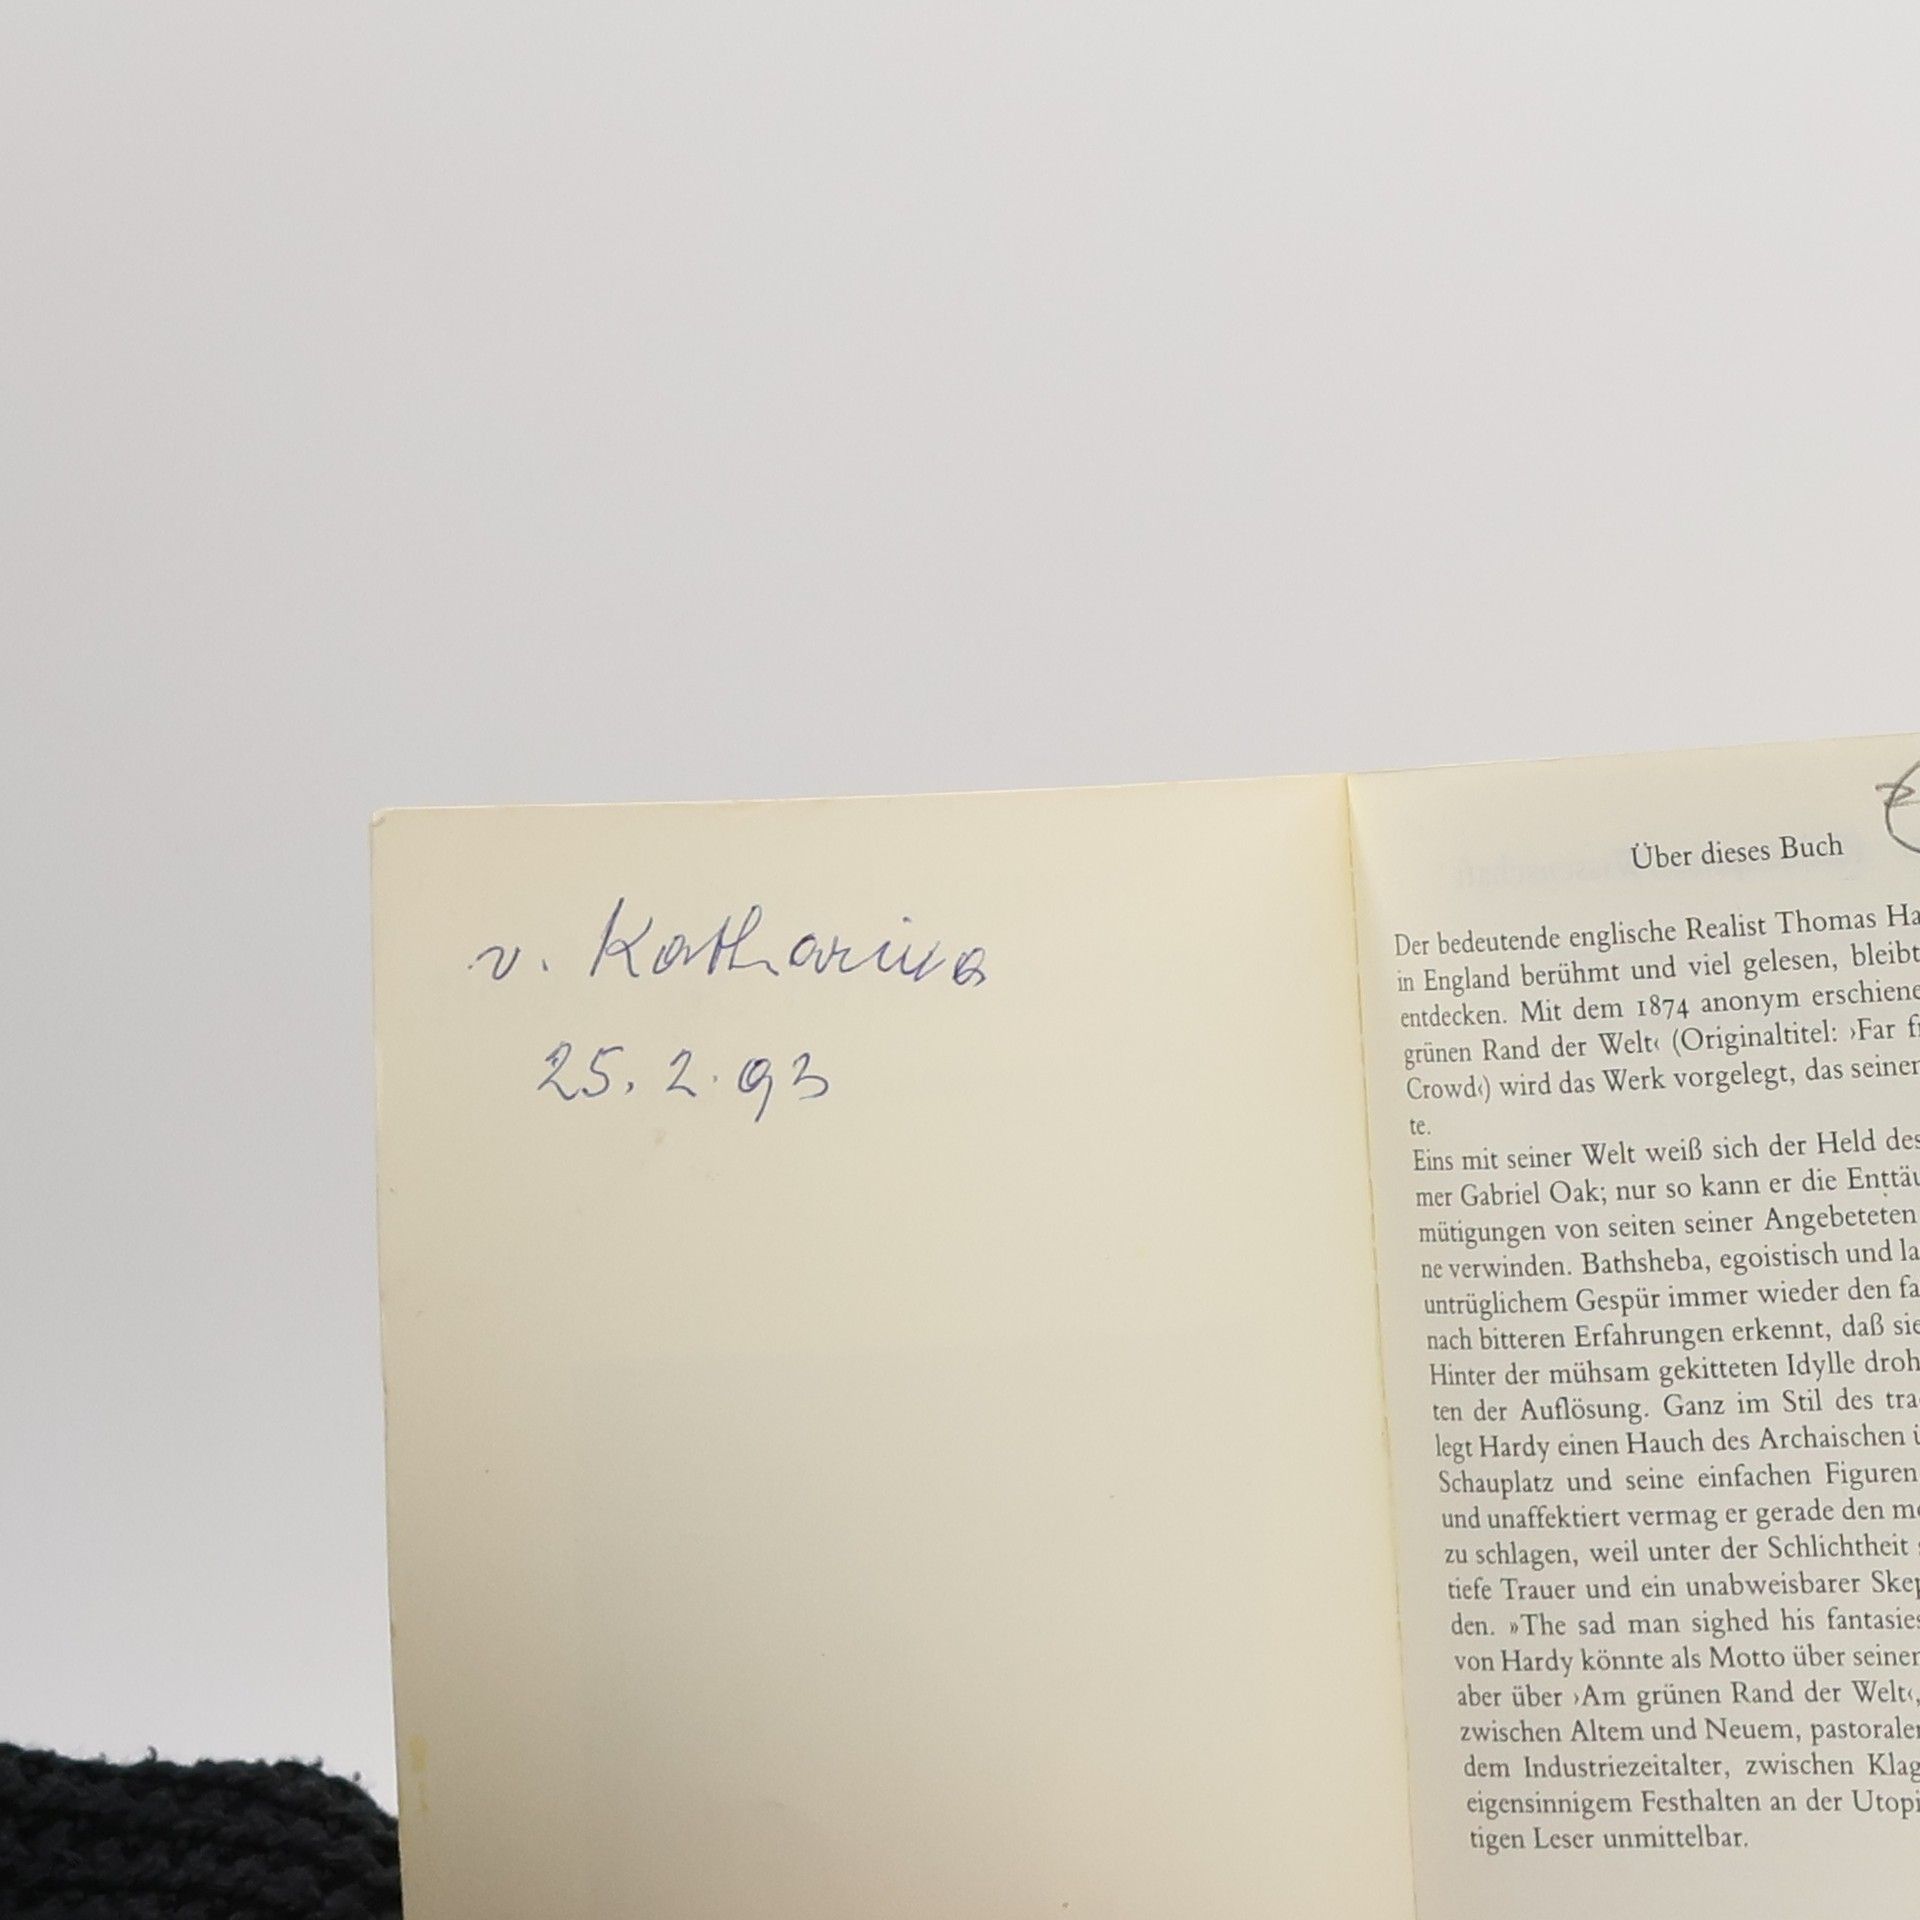 v. Katharina
25. 2. 93
Über dieses Buch
Der bedeutende englische Realist Thomas Ha
in England berühmt und viel gelesen, bleibt
entdecken. Mit dem 1874 anonym erschiene
grünen Rand der Welt‹ (Originaltitel: ›Far f
Crowd‹) wird das Werk vorgelegt, das seiner
te.
Eins mit seiner Welt weiß sich der Held des
mer Gabriel Oak; nur so kann er die Enttäu
mütigungen von seiten seiner Angebeteten
ne verwinden. Bathsheba, egoistisch und la
untrüglichem Gespür immer wieder den fa
nach bitteren Erfahrungen erkennt, daß sie
Hinter der mühsam gekitteten Idylle droh
ten der Auflösung. Ganz im Stil des tra
legt Hardy einen Hauch des Archaischen ü
Schauplatz und seine einfachen Figuren
und unaffektiert vermag er gerade den m
zu schlagen, weil unter der Schlichtheit s
tiefe Trauer und ein unabweisbarer Skep
den. »The sad man sighed his fantasies
von Hardy könnte als Motto über seiner
aber über ›Am grünen Rand der Welt‹,
zwischen Altem und Neuem, pastoraler
dem Industriezeitalter, zwischen Klag
eigensinnigem Festhalten an der Utopi
tigen Leser unmittelbar.